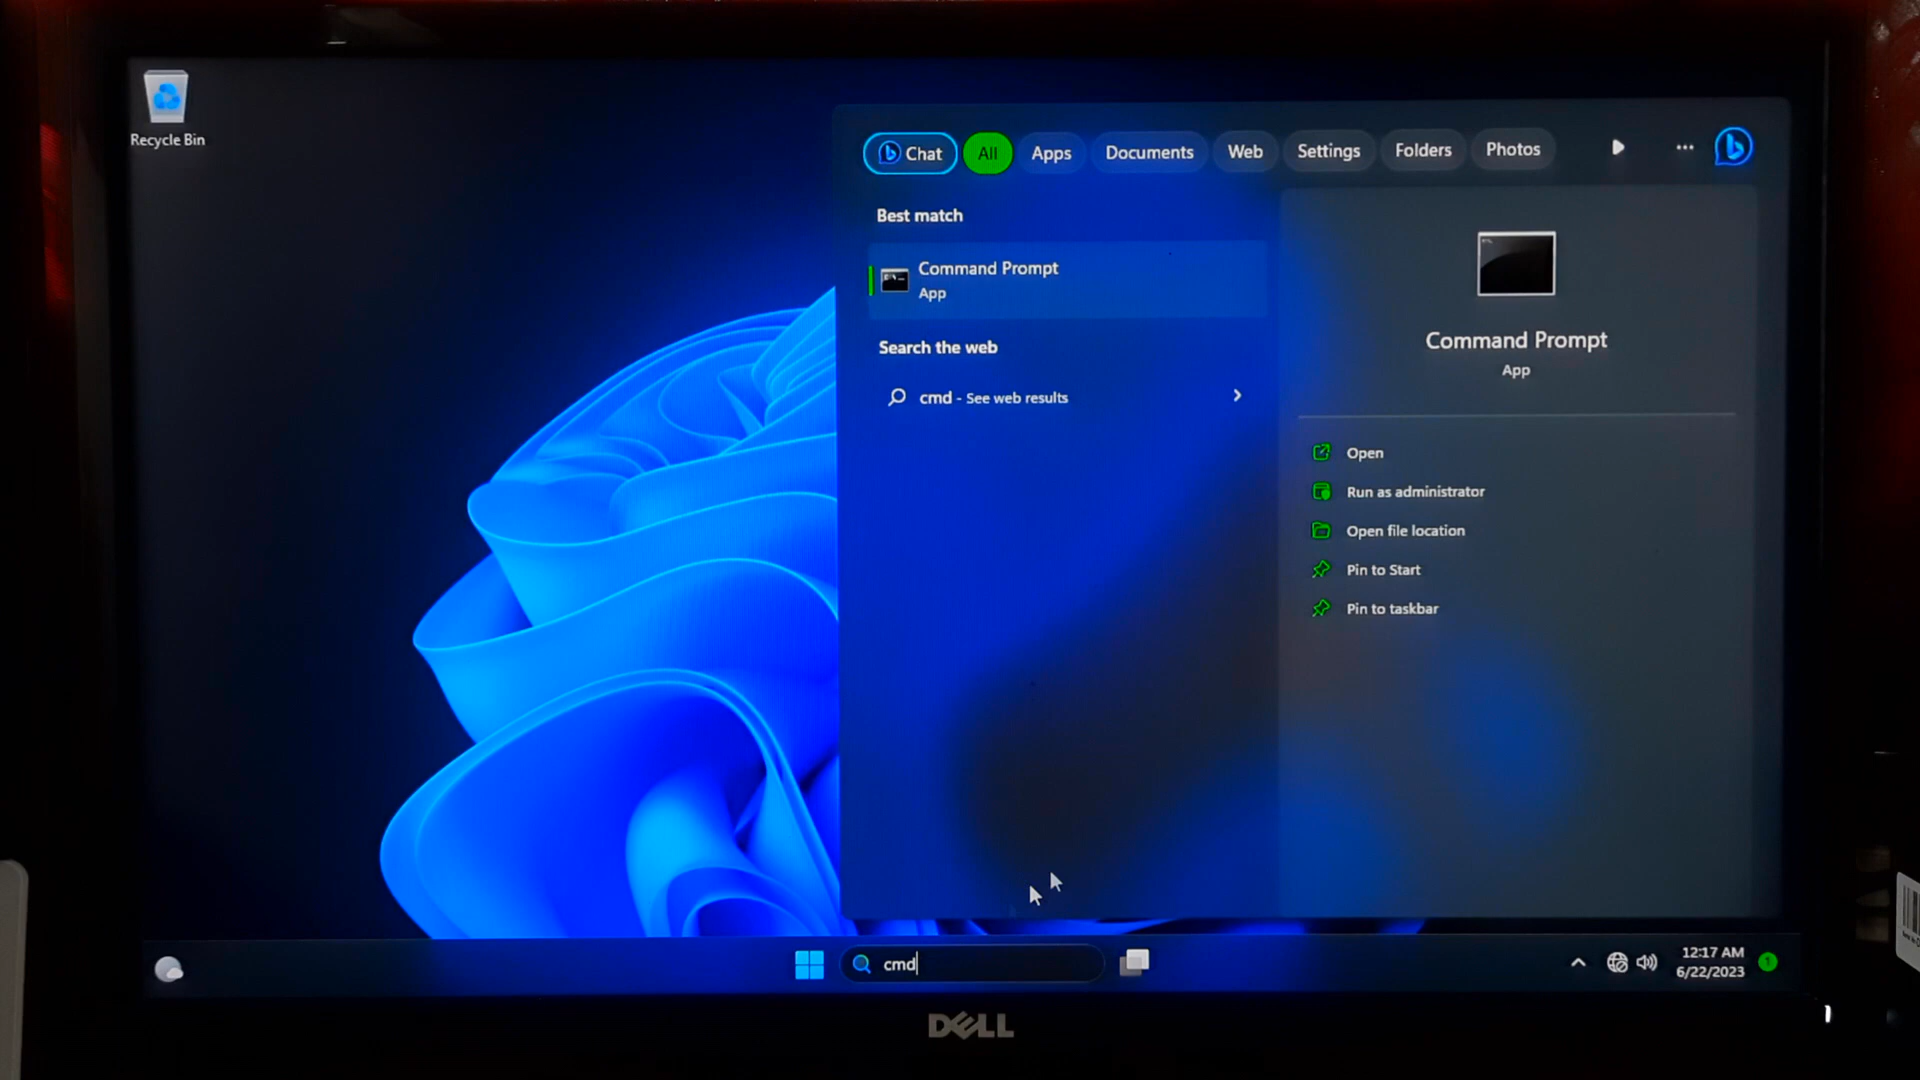 Recycle Bin
Chat
All
Apps
Documents
Web
Settings
Folders
Photos
Best match
Command Prompt
App
Search the web
cmd - See web results
Command Prompt
App
Open
Run as administrator
Open file location
Pin to Start
Pin to taskbar
cmd
12:17 AM
6/22/2023
1
DELL